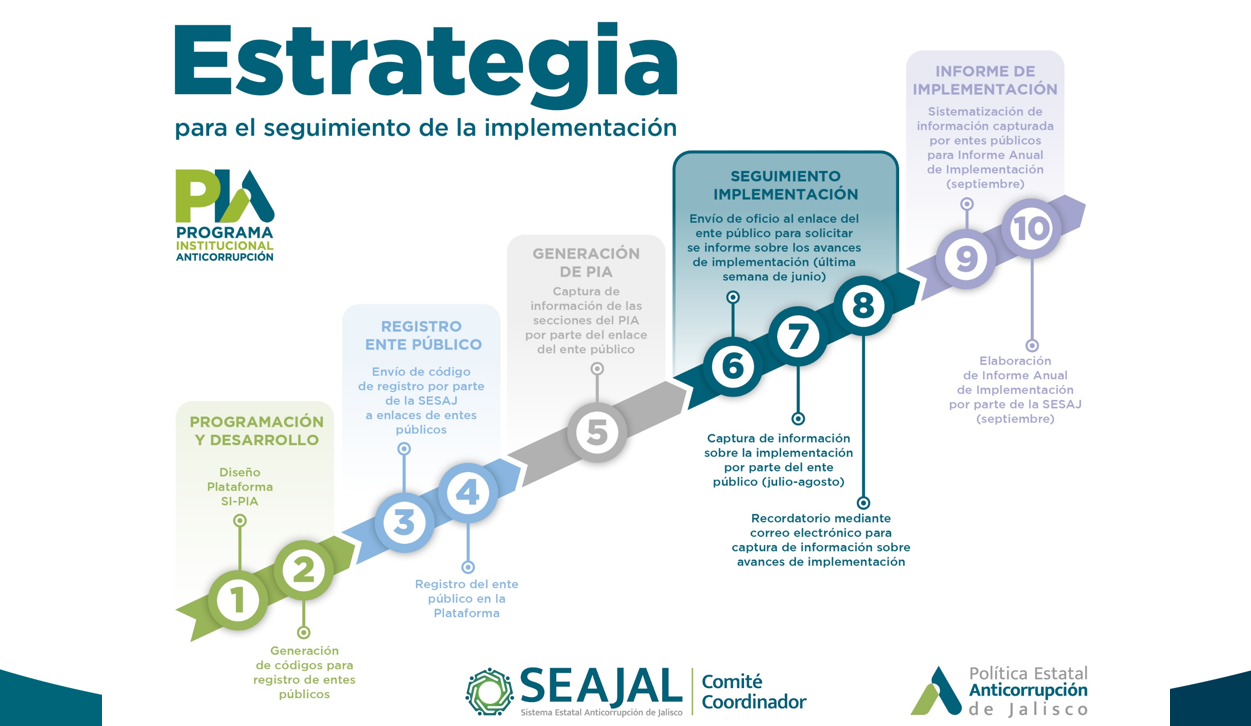 Estrategia
para el seguimiento de la implementación
PIA
PROGRAMA
INSTITUCIONAL
ANTICORRUPCIÓN
PROGRAMACIÓN
Y DESARROLLO
Diseño
Plataforma
SI-PIA
1
2
Generación
de códigos para
registro de entes
públicos
REGISTRO
ENTE PÚBLICO
Envío de código
de registro por parte
de la SESAJ
a enlaces de entes
públicos
3
4
Registro del ente
público en la
Plataforma
GENERACIÓN
DE PIA
Captura de
información de las
secciones del PIA
por parte del enlace
del ente público
5
SEGUIMIENTO
IMPLEMENTACIÓN
Envío de oficio al enlace del
ente público para solicitar
se informe sobre los avances
de implementación (última
semana de junio)
6
7
8
Captura de información
sobre la implementación
por parte del ente
público (julio-agosto)
Recordatorio mediante
correo electrónico para
captura de información sobre
avances de implementación
INFORME DE
IMPLEMENTACIÓN
Sistematización de
información capturada
por entes públicos
para Informe Anual
de Implementación
(septiembre)
9
10
Elaboración
de Informe Anual
de Implementación
por parte de la SESAJ
(septiembre)
SEAJAL
Sistema Estatal Anticorrupción de Jalisco
Comité
Coordinador
Política Estatal
Anticorrupción
de Jalisco